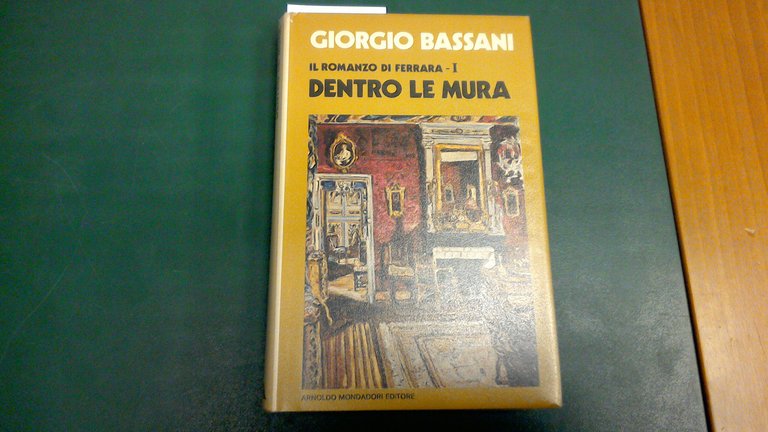 GIORGIO BASSANI
IL ROMANZO DI FERRARA - I
DENTRO LE MURA
ARNOLDO MONDADORI EDITORE